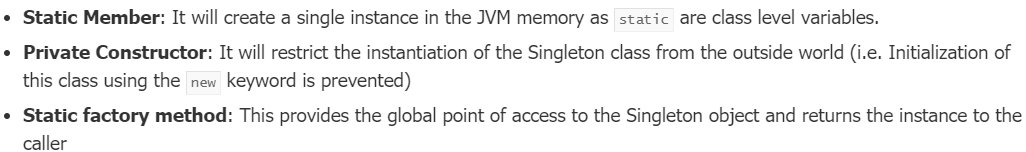 • Static Member: It will create a single instance in the JVM memory as static are class level variables.
• Private Constructor: It will restrict the instantiation of the Singleton class from the outside world (i.e. Initialization of
this class using the new keyword is prevented)
• Static factory method: This provides the global point of access to the Singleton object and returns the instance to the
caller